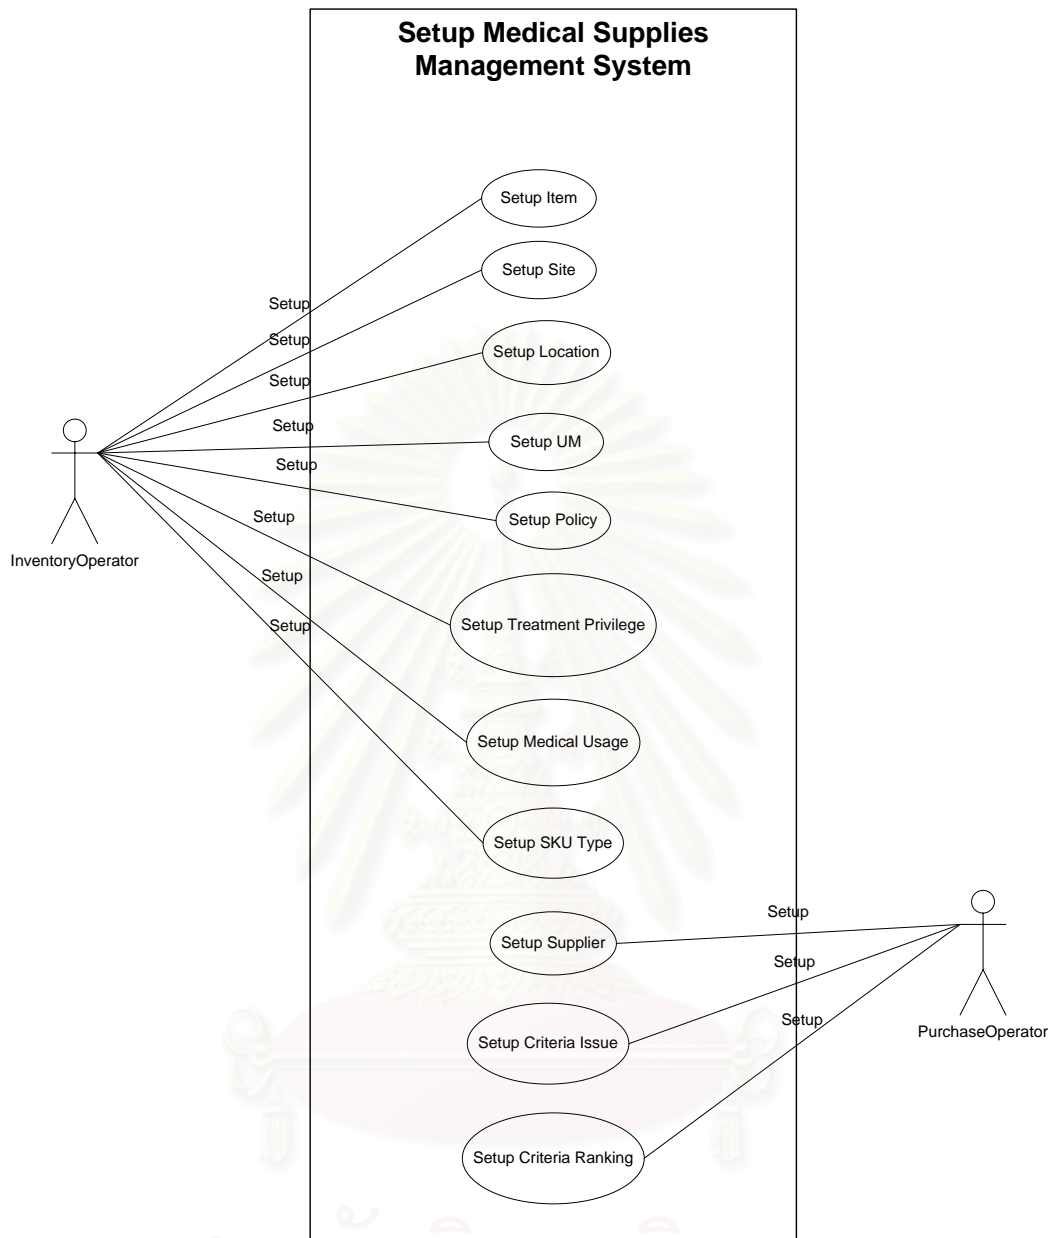 Setup Medical Supplies
Management System
Setup Item
Setup Site
Setup
Setup
Setup Location
Setup
Setup
Setup UM
Setup
Setup Policy
Setup
InventoryOperator
Setup
Setup Treatment Privilege
Setup
Setup Medical Usage
Setup SKU Type
Setup
Setup Supplier
Setup
Setup Criteria Issue
Setup
PurchaseOperator
Setup Criteria Ranking